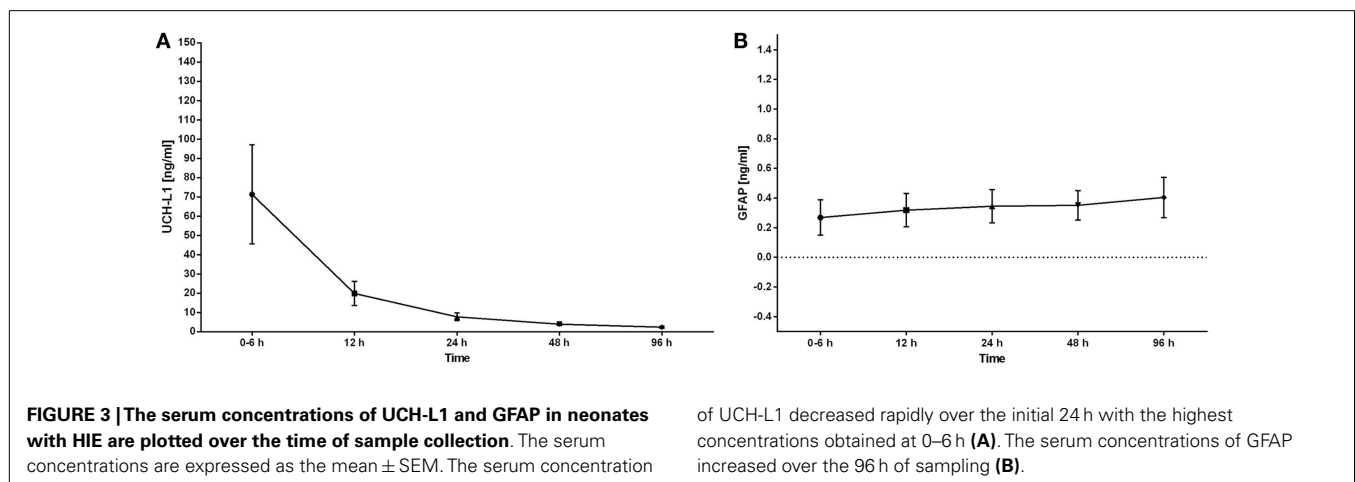 A
150
140
130
120
110
100
90
80
70
60
50
40
30
20
10
0
UCH-L1 [ng/ml]
0-6 h 12 h 24 h 48 h 96 h
Time
B
1.4
1.2
1.0
0.8
0.6
0.4
0.2
0.0
-0.2
-0.4
GFAP [ng/ml]
0-6 h 12 h 24 h 48 h 96 h
Time
FIGURE 3 | The serum concentrations of UCH-L1 and GFAP in neonates
with HIE are plotted over the time of sample collection. The serum
concentrations are expressed as the mean ± SEM. The serum concentration
of UCH-L1 decreased rapidly over the initial 24 h with the highest
concentrations obtained at 0–6 h (A). The serum concentrations of GFAP
increased over the 96 h of sampling (B).